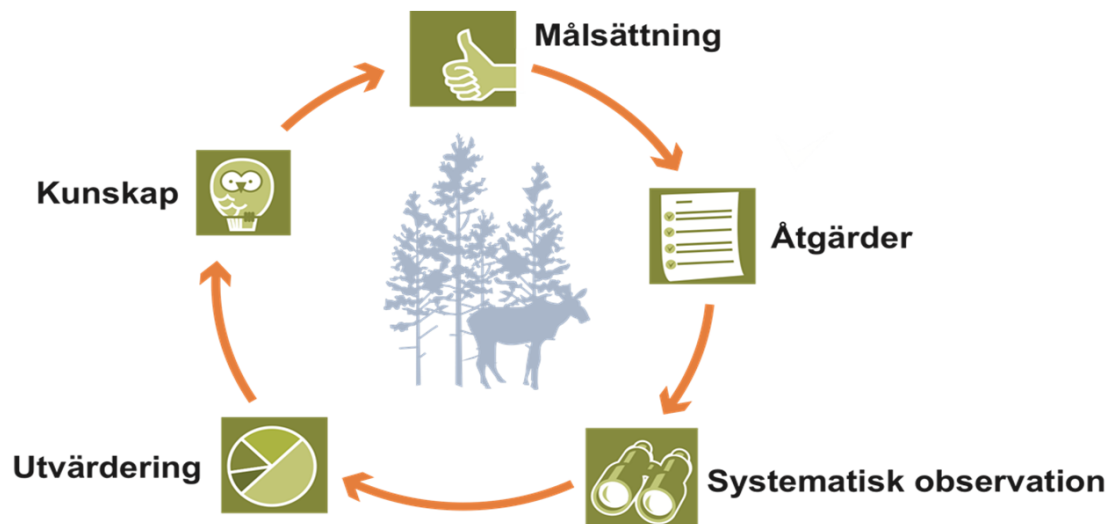 Målsättning
Åtgärder
Systematisk observation
Utvärdering
Kunskap